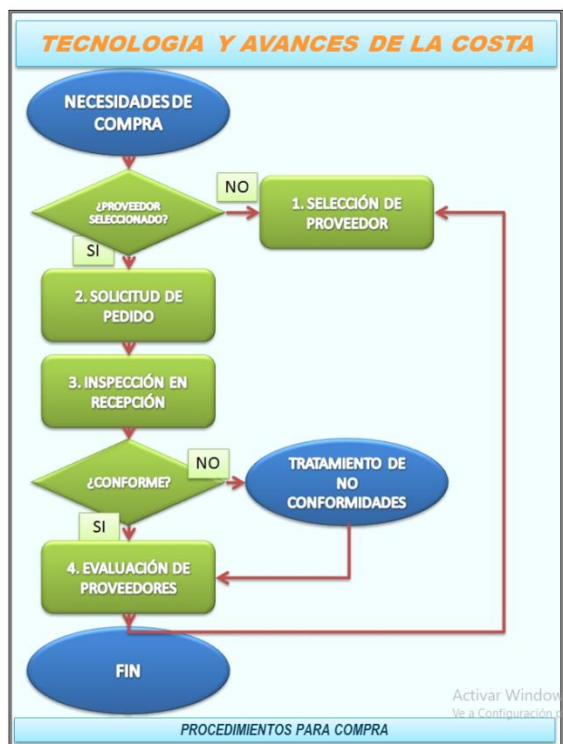 TECNOLOGIA Y AVANCES DE LA COSTA
NECESIDADES DE
COMPRA
¿PROVEEDOR
SELECCIONADO?
NO
1. SELECCIÓN DE
PROVEEDOR
SI
2. SOLICITUD DE
PEDIDO
3. INSPECCIÓN EN
RECEPCIÓN
¿CONFORME?
NO
TRATAMIENTO DE
NO
CONFORMIDADES
SI
4. EVALUACIÓN DE
PROVEEDORES
FIN
Activar Window
Ve a Configuración p
PROCEDIMIENTOS PARA COMPRA